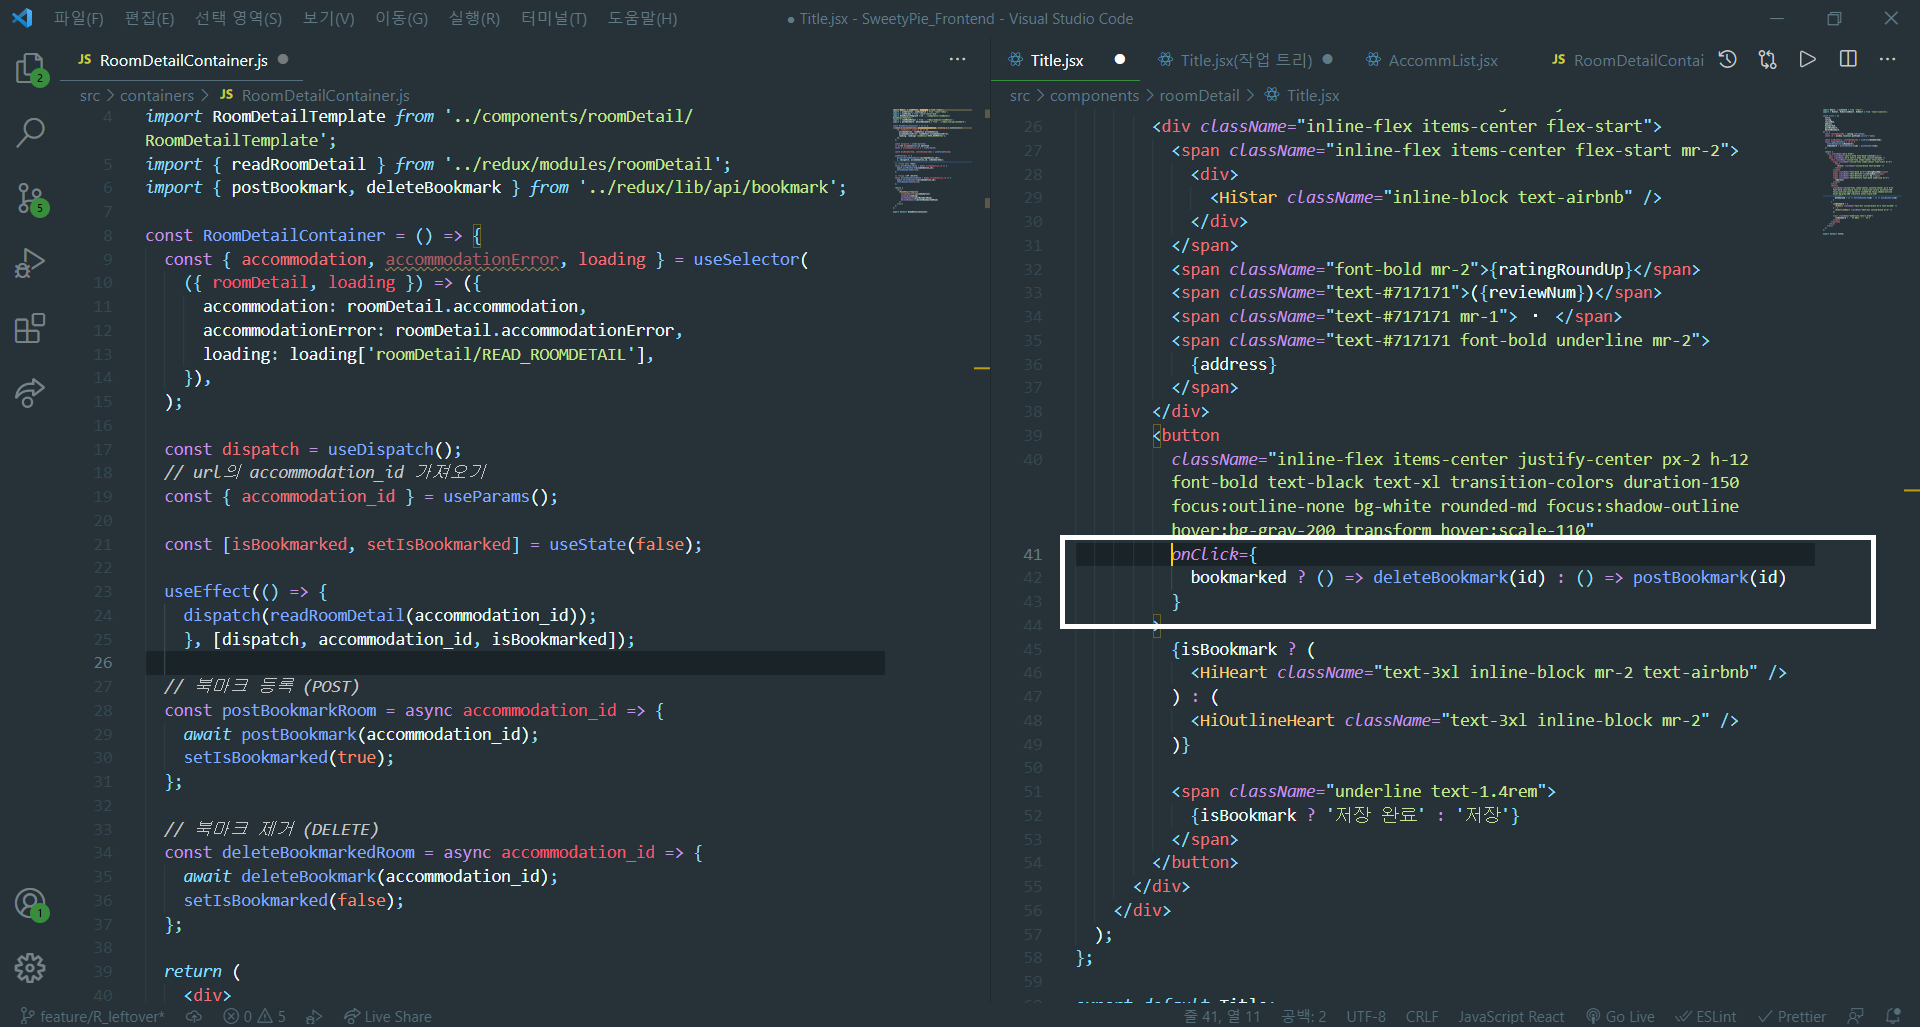 파일(F) 편집(E) 선택 영역(S) 보기(V) 이동(G) 실행(R) 터미널(T) 도움말(H) ● Title.jsx - SweetyPie_Frontend - Visual Studio Code
JS RoomDetailContainer.js
src > containers > JS RoomDetailContainer.js
4 import RoomDetailTemplate from '../components/roomDetail/
RoomDetailTemplate';
5 import { readRoomDetail } from '../redux/modules/roomDetail';
6 import { postBookmark, deleteBookmark } from '../redux/lib/api/bookmark';
7
8 const RoomDetailContainer = () => {
9 const { accommodation, accommodationError, loading } = useSelector(
10 ({ roomDetail, loading }) => ({
11 accommodation: roomDetail.accommodation,
12 accommodationError: roomDetail.accommodationError,
13 loading: loading['roomDetail/READ_ROOMDETAIL'],
14 }),
15 );
16
17 const dispatch = useDispatch();
18 // url의 accommodation_id 가져오기
19 const { accommodation_id } = useParams();
20
21 const [isBookmarked, setIsBookmarked] = useState(false);
22
23 useEffect(() => {
24 dispatch(readRoomDetail(accommodation_id));
25 }, [dispatch, accommodation_id, isBookmarked]);
26
27 // 북마크 등록 (POST)
28 const postBookmarkRoom = async accommodation_id => {
29 await postBookmark(accommodation_id);
30 setIsBookmarked(true);
31 };
32
33 // 북마크 제거 (DELETE)
34 const deleteBookmarkedRoom = async accommodation_id => {
35 await deleteBookmark(accommodation_id);
36 setIsBookmarked(false);
37 };
38
39 return (
40 <div>
Title.jsx Title.jsx(작업 트리) AccommList.jsx JS RoomDetailContai
src > components > roomDetail > Title.jsx
26 <div className="inline-flex items-center flex-start">
27 <span className="inline-flex items-center flex-start mr-2">
28 <div>
29 <HiStar className="inline-block text-airbnb" />
30 </div>
31 </span>
32 <span className="font-bold mr-2">{ratingRoundUp}</span>
33 <span className="text-#717171">({reviewNum})</span>
34 <span className="text-#717171 mr-1"> · </span>
35 <span className="text-#717171 font-bold underline mr-2">
36 {address}
37 </span>
38 </div>
39 <button
40 className="inline-flex items-center justify-center px-2 h-12
font-bold text-black text-xl transition-colors duration-150
focus:outline-none bg-white rounded-md focus:shadow-outline
hover:bg-gray-200 transform hover:scale-110"
41 onClick={
42 bookmarked ? () => deleteBookmark(id) : () => postBookmark(id)
43 }
44 >
45 {isBookmark ? (
46 <HiHeart className="text-3xl inline-block mr-2 text-airbnb" />
47 ) : (
48 <HiOutlineHeart className="text-3xl inline-block mr-2" />
49 )}
50
51 <span className="underline text-1.4rem">
52 {isBookmark ? '저장 완료' : '저장'}
53 </span>
54 </button>
55 </div>
56 </div>
57 );
58 };
59
export default Title;
2
5
1
feature/R_leftover* 0 5 Live Share 줄 41, 열 11 공백: 2 UTF-8 CRLF JavaScript React Go Live ESLint Prettier